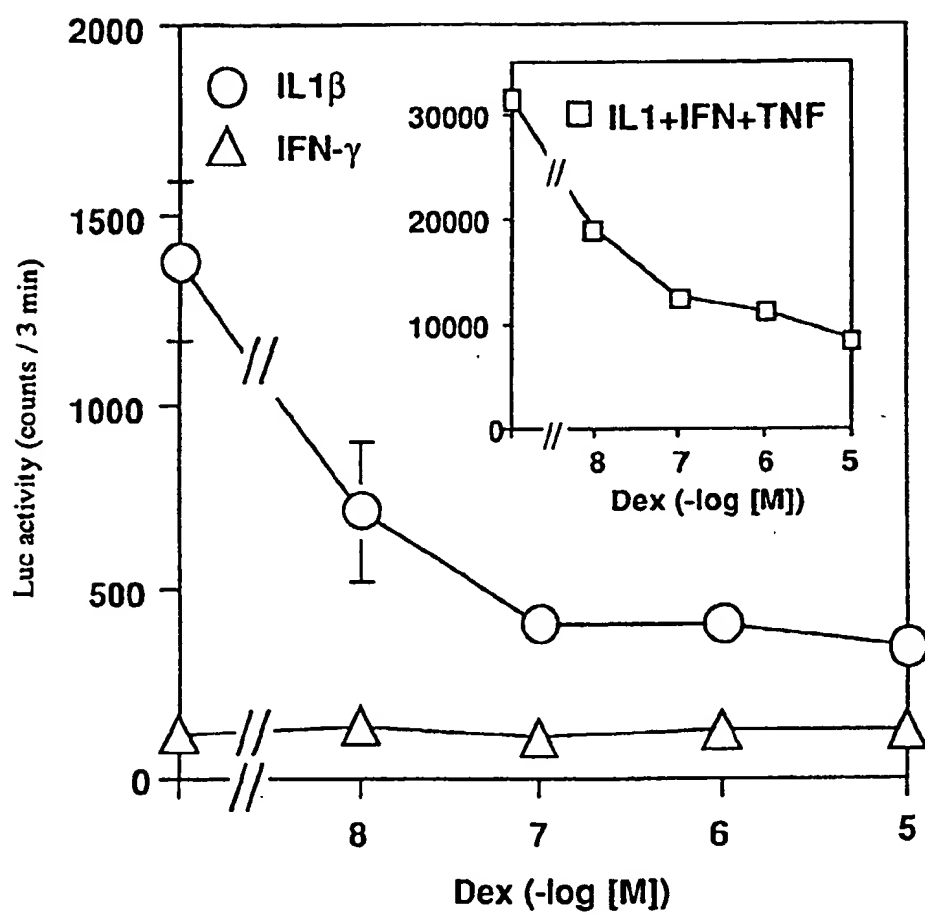 2000
1500
1000
500
0
Luc activity (counts / 3 min)
IL1β
IFN-γ
30000
20000
10000
0
IL1+IFN+TNF
8 7 6 5
Dex (-log [M])
8 7 6 5
Dex (-log [M])